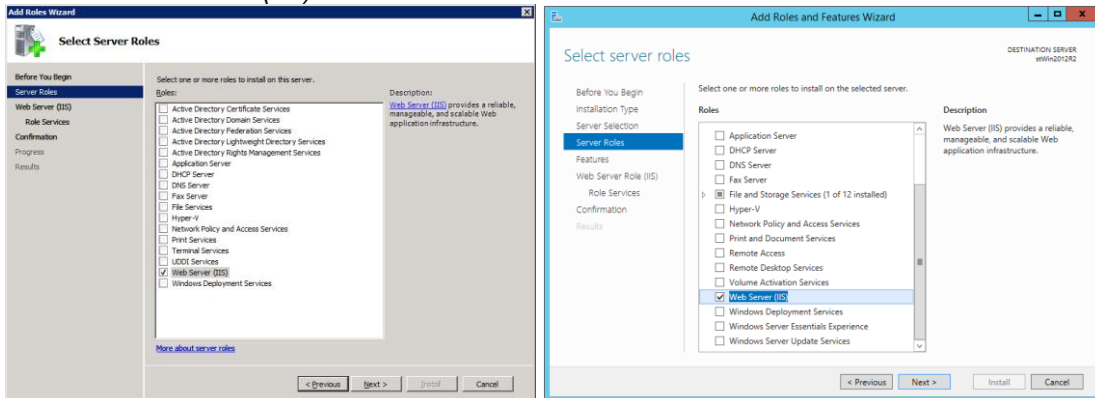 Add Roles Wizard
Select Server Roles
Before You Begin
Server Roles
Web Server (IIS)
Role Services
Confirmation
Progress
Results
Select one or more roles to install on this server.
Roles:
Active Directory Certificate Services
Active Directory Domain Services
Active Directory Federation Services
Active Directory Lightweight Directory Services
Active Directory Rights Management Services
Application Server
DHCP Server
DNS Server
Fax Server
File Services
Hyper-V
Network Policy and Access Services
Print Services
Terminal Services
UDDI Services
Web Server (IIS)
Windows Deployment Services
More about server roles
Description:
Web Server (IIS) provides a reliable,
manageable, and scalable Web
application infrastructure.
< Previous
Next >
Install
Cancel
Add Roles and Features Wizard
Select server roles
DESTINATION SERVER
stWin2012R2
Before You Begin
Installation Type
Server Selection
Server Roles
Features
Web Server Role (IIS)
Role Services
Confirmation
Results
Select one or more roles to install on the selected server.
Roles
Application Server
DHCP Server
DNS Server
Fax Server
File and Storage Services (1 of 12 installed)
Hyper-V
Network Policy and Access Services
Print and Document Services
Remote Access
Remote Desktop Services
Volume Activation Services
Web Server (IIS)
Windows Deployment Services
Windows Server Essentials Experience
Windows Server Update Services
Description
Web Server (IIS) provides a reliable,
manageable, and scalable Web
application infrastructure.
< Previous
Next >
Install
Cancel